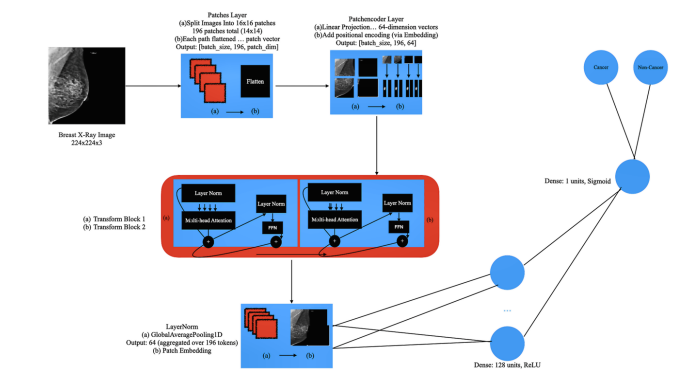 Patches Layer
(a)Split Images Into 16x16 patches
196 patches total (14x14)
(b)Each path flattened … patch vector
Output: [batch_size, 196, patch_dim]
Flatten
(a)
(b)
Patchencoder Layer
(a)Linear Projection… 64-dimension vectors
(b)Add positional encoding (via Embedding)
Output: [batch_size, 196, 64]
(a)
(b)
Cancer
Non-Cancer
Breast X-Ray Image
224x224x3
Dense: 1 units, Sigmoid
(a) Transform Block 1
(b) Transform Block 2
(a)
Layer Norm
Multi-head Attention
+
Layer Norm
FFN
+
Layer Norm
Multi-head Attention
+
Layer Norm
FFN
+
(b)
LayerNorm
(a) GlobalAveragePooling1D
Output: 64 (aggregated over 196 tokens)
(b) Patch Embedding
(a)
(b)
...
Dense: 128 units, ReLU